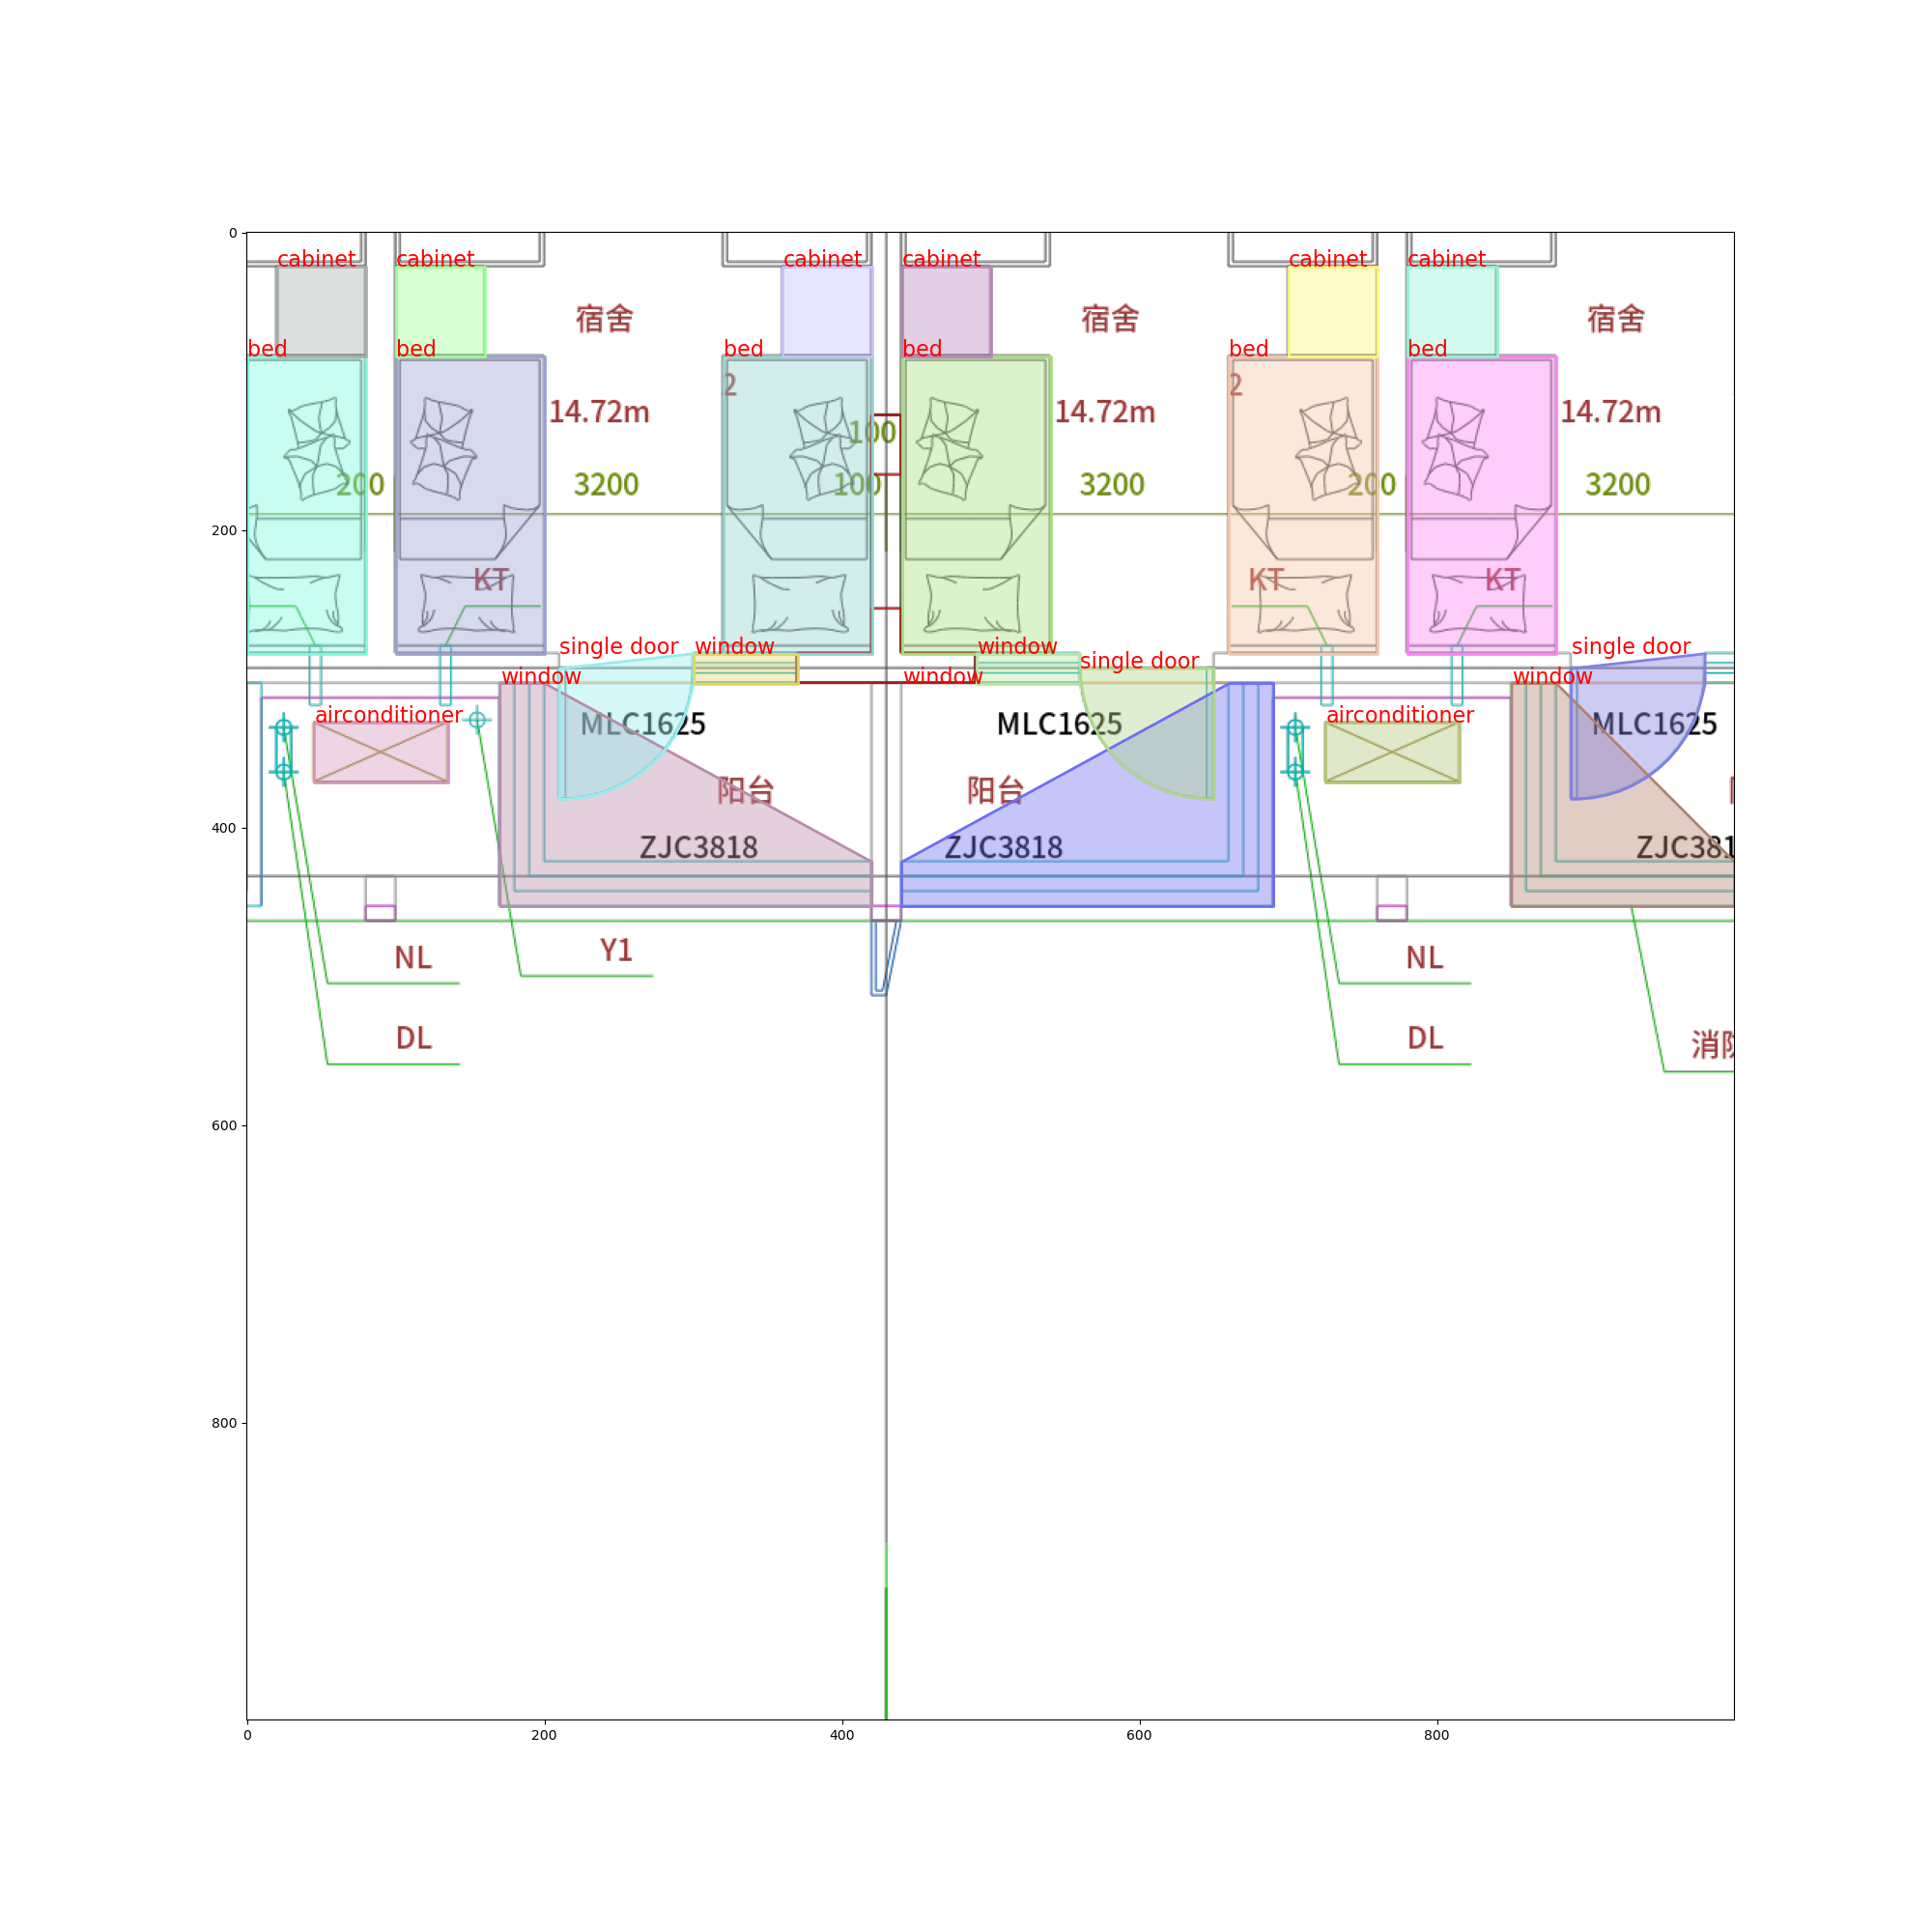 0
cabinet cabinet cabinet cabinet cabinet cabinet
宿舍 宿舍 宿舍
bed bed bed bed bed bed
2 2
14.72m 14.72m 14.72m
100
200 3200 100 3200 200 3200
200
KT KT KT
single door window window single door single door
window window window
airconditioner airconditioner
MLC1625 MLC1625 MLC1625
阳台 阳台
400
ZJC3818 ZJC3818 ZJC381
NL Y1 NL
DL DL 消防
600
800
0 200 400 600 800